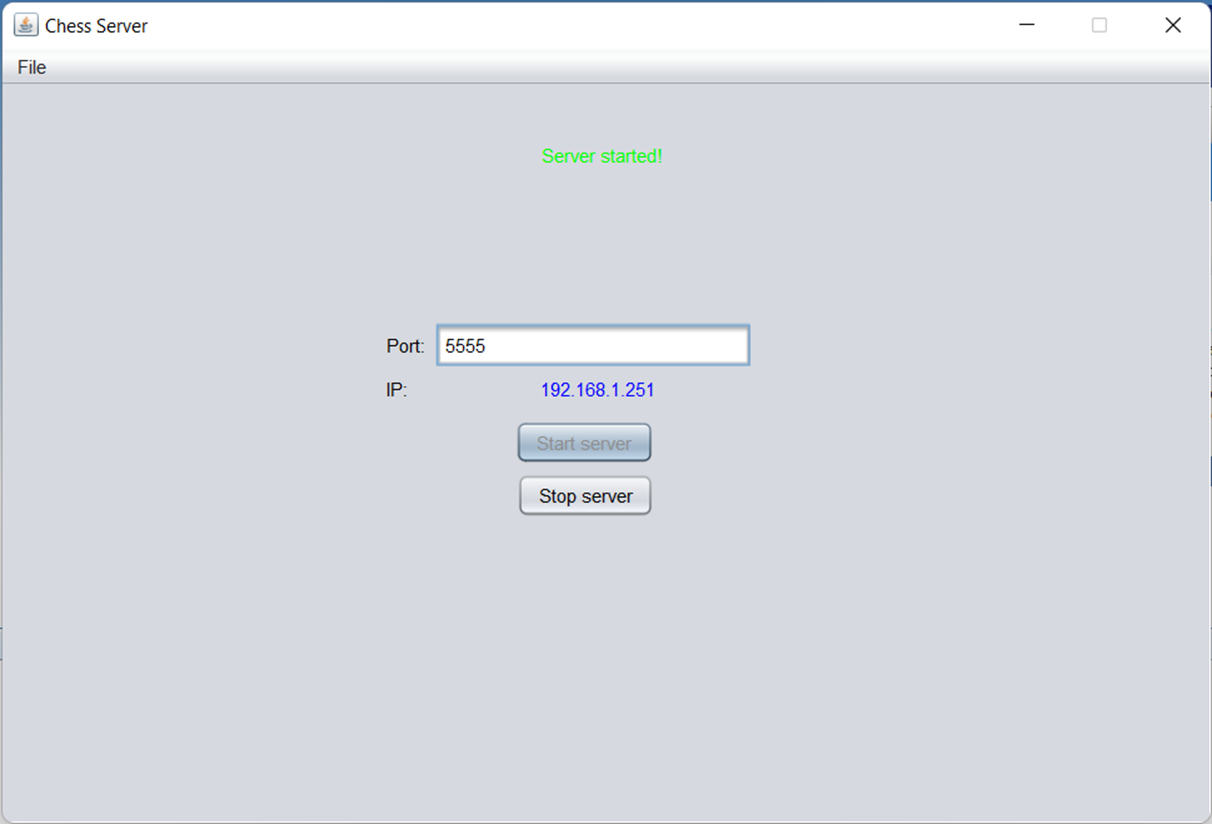 Chess Server
File
Server started!
Port: 5555
IP: 192.168.1.251
Start server
Stop server